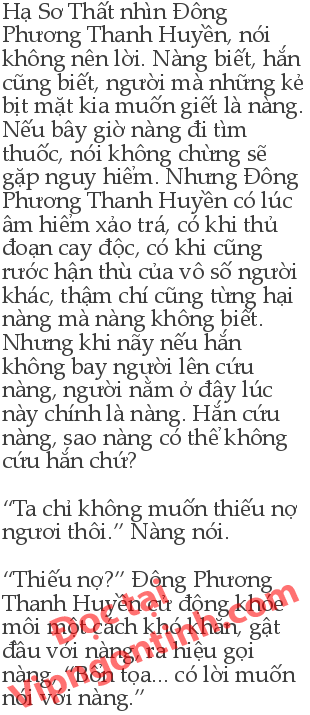 Hạ Sơ Thất nhìn Đông
Phương Thanh Huyền, nói
không nên lời. Nàng biết, hắn
cũng biết, người mà những kẻ
bịt mặt kia muốn giết là nàng.
Nếu bây giờ nàng đi tìm
thuốc, nói không chừng sẽ
gặp nguy hiểm. Nhưng Đông
Phương Thanh Huyền có lúc
âm hiểm xảo trá, có khi thủ
đoạn cay độc, có khi cũng
rước hận thù của vô số người
khác, thậm chí cũng từng hại
nàng mà nàng không biết.
Nhưng khi nãy nếu hắn
không bay người lên cứu
nàng, người nằm ở đây lúc
này chính là nàng. Hắn cứu
nàng, sao nàng có thể không
cứu hắn chứ?
“Ta chỉ không muốn thiếu nợ
ngươi thôi.” Nàng nói.
“Thiếu nợ?” Đông Phương
Thanh Huyền cử động khóe
môi một cách khó khăn, gật
đầu với nàng, ra hiệu gọi
nàng, “Bổn tọa... có lời muốn
nói với nàng.”
Đọc tại
Vipngontinh.com